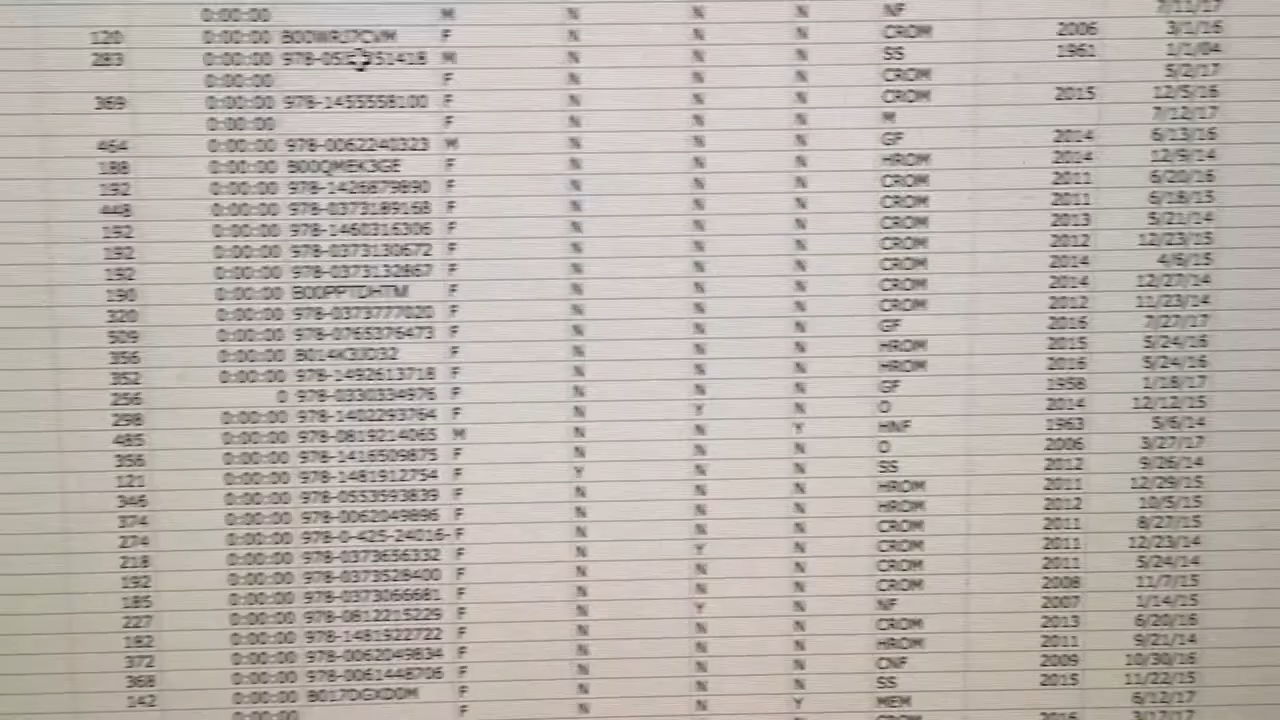 0:00:00 M N N N NF 7/11/17
120 0:00:00 B00WRJ7CVM F N N N CROM 2006 3/1/16
283 0:00:00 M N N N SS 1961 1/1/04
0:00:00 F N N N CROM 5/2/17
369 0:00:00 978-1455558100 F N N N CROM 2015 12/5/16
0:00:00 F N N N M 7/12/17
464 0:00:00 978-0062240323 M N N N GF 2014 6/13/16
188 0:00:00 B00QMEK3GE F N N N HROM 2014 12/9/14
192 0:00:00 978-1426879890 F N N N CROM 2011 6/20/16
448 0:00:00 978-0373189168 F N N N CROM 2011 6/18/15
192 0:00:00 978-1460316306 F N N N CROM 2013 5/21/14
192 0:00:00 978-0373130672 F N N N CROM 2012 12/23/15
192 0:00:00 978-0373132867 F N N N CROM 2014 4/6/15
190 0:00:00 B00PPTDHTM F N N N CROM 2014 12/27/14
320 0:00:00 978-0373777020 F N N N CROM 2012 11/23/14
509 0:00:00 978-0765376473 F N N N GF 2016 7/27/17
356 0:00:00 F N N N HROM 2015 5/24/16
352 0:00:00 978-1492613718 F N N N HROM 2016 5/24/16
256 0 978-0330334976 F N N N GF 1958 1/18/17
298 0:00:00 978-1402293764 F N Y N O 2014 12/12/15
485 0:00:00 978-0819214065 M N N Y HNF 1963 5/6/14
356 0:00:00 978-1416509875 F N N N O 2006 3/27/17
121 0:00:00 978-1481912754 F Y N N SS 2012 9/26/14
346 0:00:00 978-0553593839 F N N N HROM 2011 12/29/15
374 0:00:00 978-0062049896 F N N N HROM 2012 10/5/15
274 0:00:00 978-0-425-24016- F N N N CROM 2011 8/27/15
218 0:00:00 978-0373656332 F N Y N CROM 2011 12/23/14
192 0:00:00 978-0373528400 F N N N CROM 2011 5/24/14
185 0:00:00 978-0373066681 F N N N CROM 2008 11/7/15
227 0:00:00 978-0812215229 F N Y N NF 2007 1/14/15
182 0:00:00 978-1481922722 F N N N CROM 2013 6/20/16
372 0:00:00 978-0062049834 F N N N HROM 2011 9/21/14
368 0:00:00 978-0061448706 F N N N CNF 2009 10/30/16
142 0:00:00 B017DGXD0M F N N N SS 2015 11/22/15
0:00:00 F N N Y MEM 6/12/17